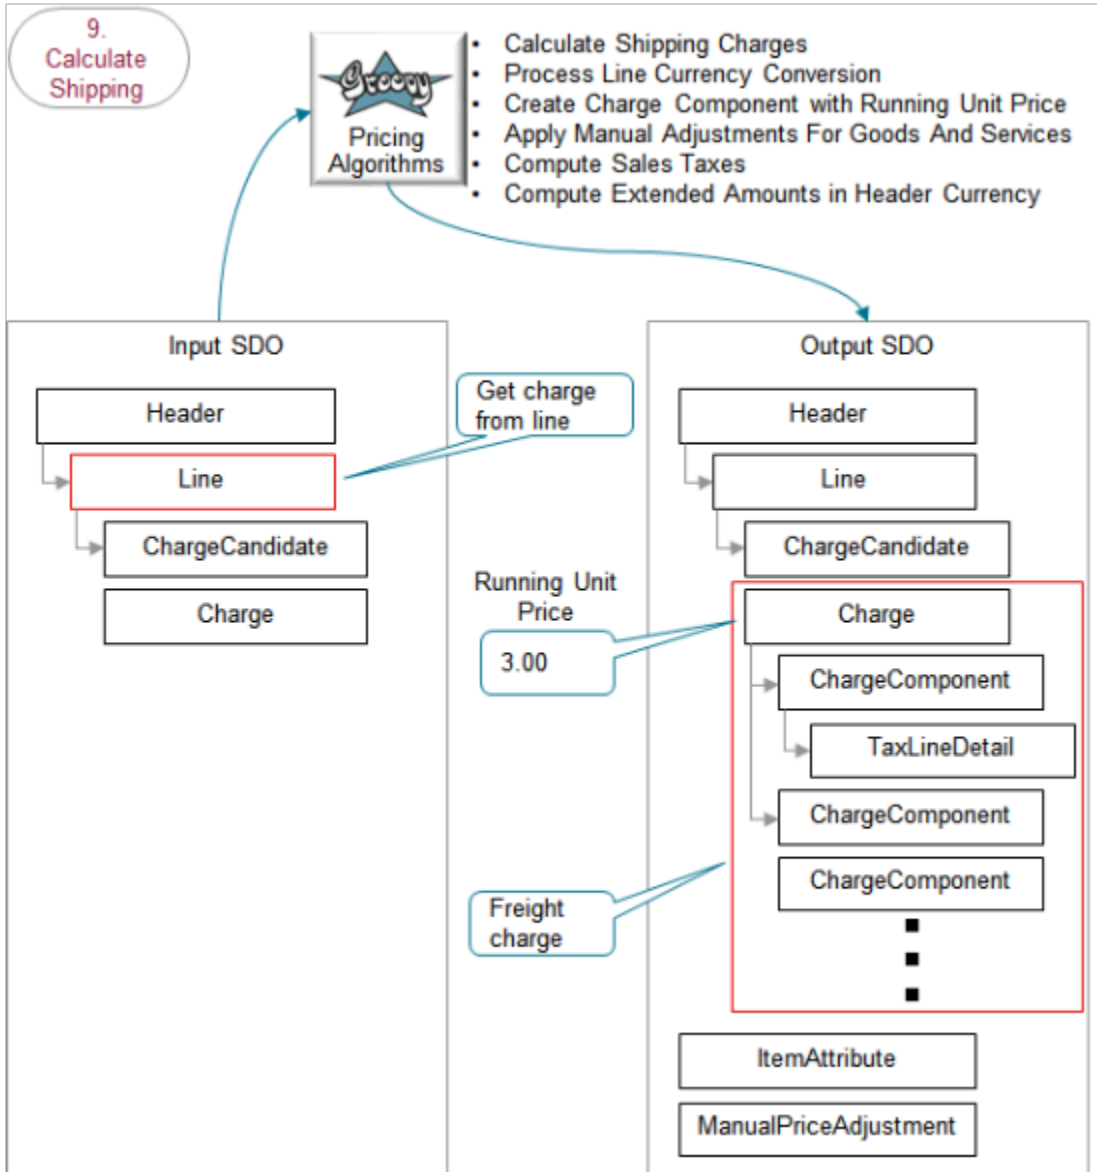 9.
Calculate
Shipping
Groovy
Pricing
Algorithms
• Calculate Shipping Charges
• Process Line Currency Conversion
• Create Charge Component with Running Unit Price
• Apply Manual Adjustments For Goods And Services
• Compute Sales Taxes
• Compute Extended Amounts in Header Currency
Input SDO
Header
Line
ChargeCandidate
Charge
Get charge
from line
Running Unit
Price
3.00
Freight
charge
Output SDO
Header
Line
ChargeCandidate
Charge
ChargeComponent
TaxLineDetail
ChargeComponent
ChargeComponent
ItemAttribute
ManualPriceAdjustment